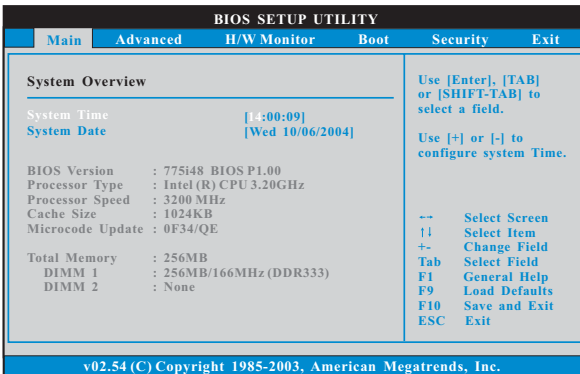 BIOS SETUP UTILITY
Main Advanced H/W Monitor Boot Security Exit
System Overview
System Time [14:00:09]
System Date [Wed 10/06/2004]
BIOS Version : 775i48 BIOS P1.00
Processor Type : Intel (R) CPU 3.20GHz
Processor Speed : 3200 MHz
Cache Size : 1024KB
Microcode Update : 0F34/QE
Total Memory : 256MB
DIMM 1 : 256MB/166MHz (DDR333)
DIMM 2 : None
Use [Enter], [TAB]
or [SHIFT-TAB] to
select a field.
Use [+] or [-] to
configure system Time.
←→ Select Screen
↑↓ Select Item
+- Change Field
Tab Select Field
F1 General Help
F9 Load Defaults
F10 Save and Exit
ESC Exit
v02.54 (C) Copyright 1985-2003, American Megatrends, Inc.